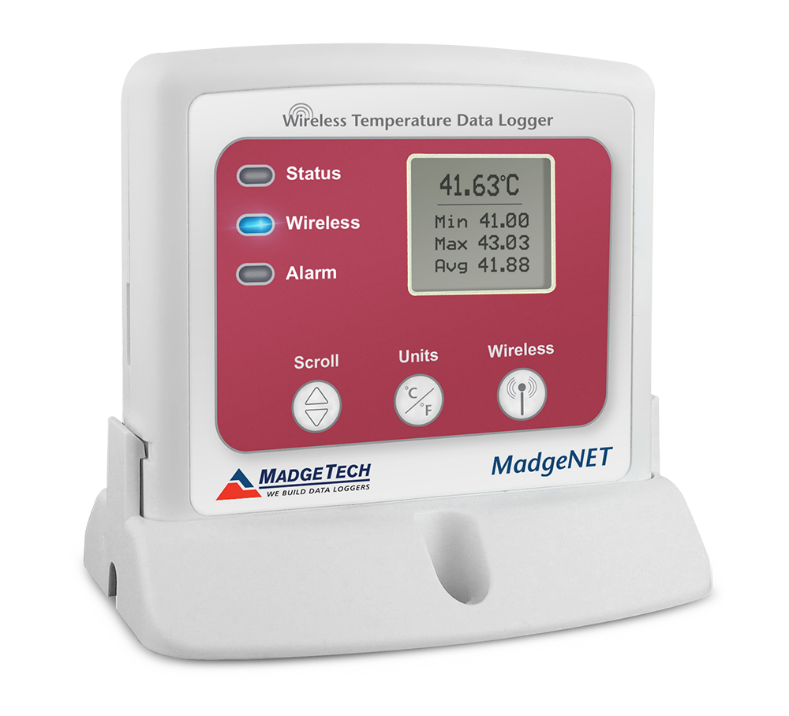 Wireless Temperature Data Logger
Status
Wireless
Alarm
41.63°C
Min 41.00
Max 43.03
Avg 41.88
Scroll
Units
Wireless
°C
°F
MADGETECH
WE BUILD DATA LOGGERS
MadgeNET